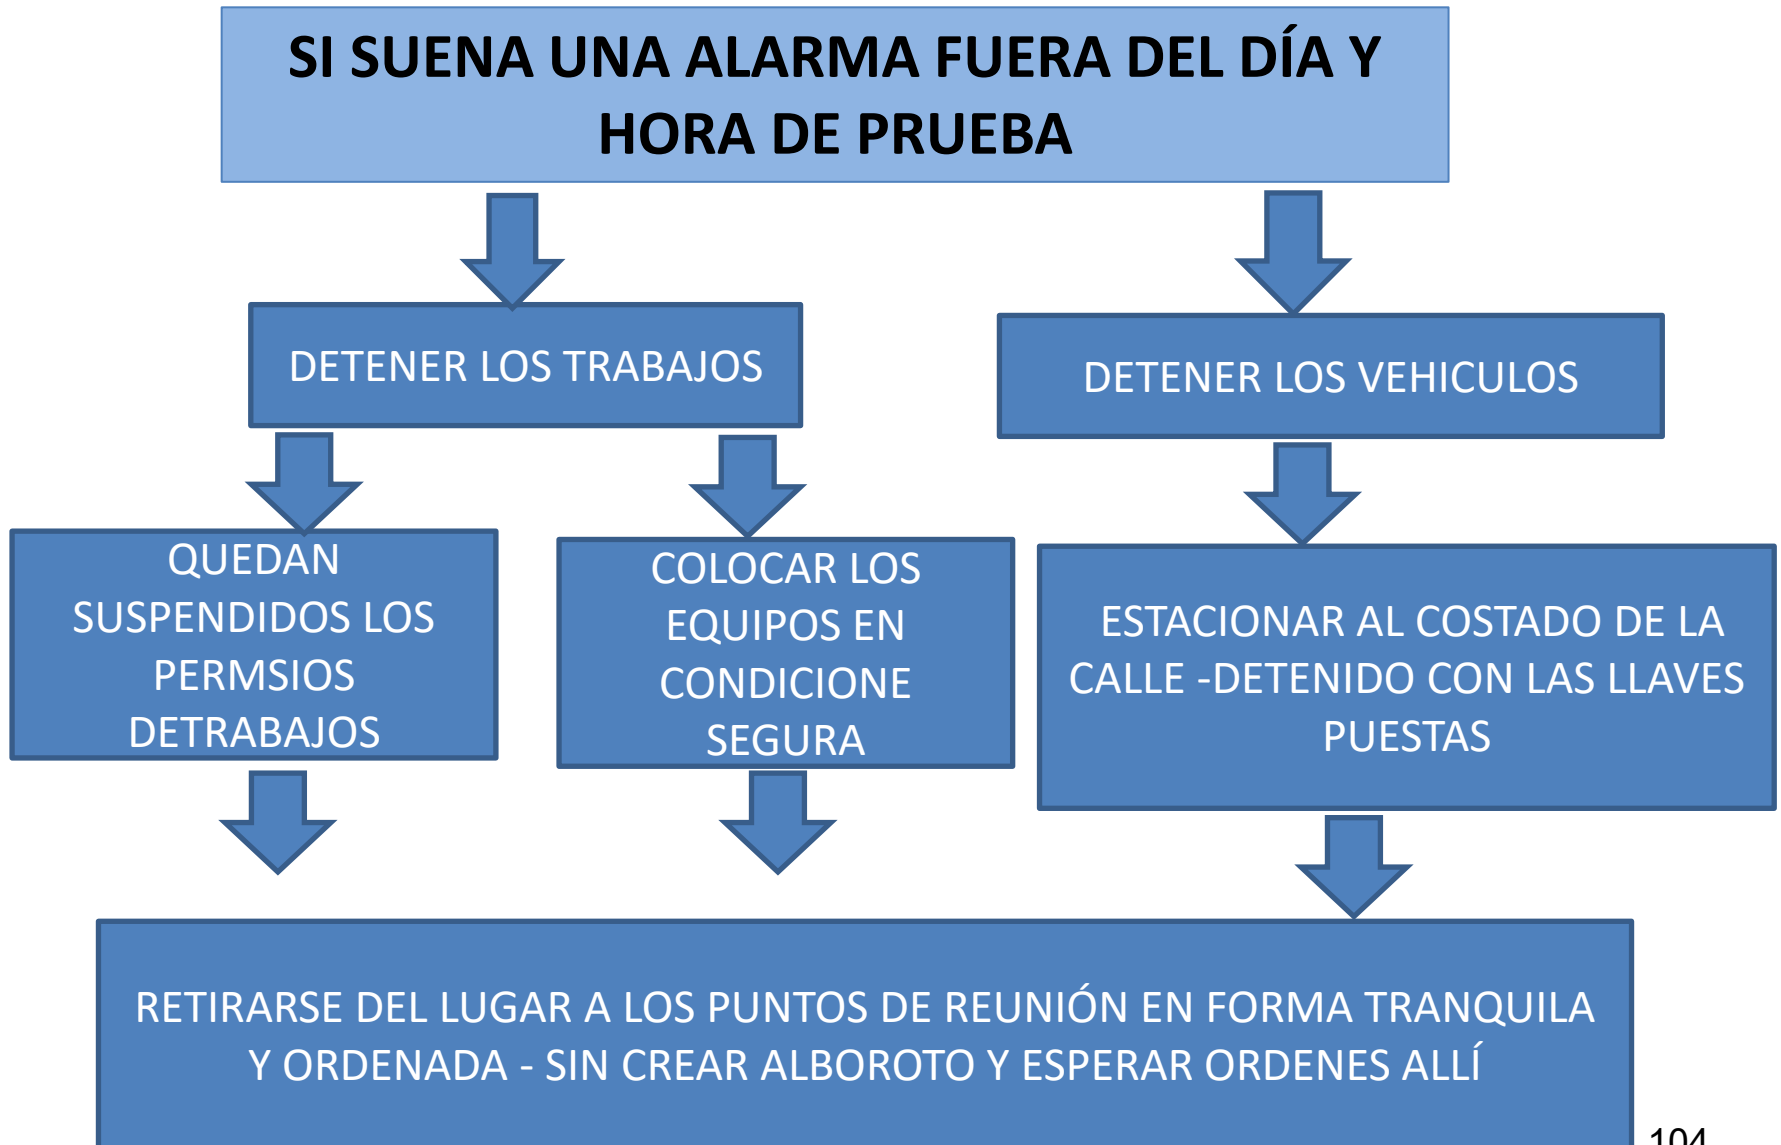 SI SUENA UNA ALARMA FUERA DEL DÍA Y
HORA DE PRUEBA
DETENER LOS TRABAJOS
DETENER LOS VEHICULOS
QUEDAN
SUSPENDIDOS LOS
PERMSIOS
DETRABAJOS
COLOCAR LOS
EQUIPOS EN
CONDICIONE
SEGURA
ESTACIONAR AL COSTADO DE LA
CALLE -DETENIDO CON LAS LLAVES
PUESTAS
RETIRARSE DEL LUGAR A LOS PUNTOS DE REUNIÓN EN FORMA TRANQUILA
Y ORDENADA - SIN CREAR ALBOROTO Y ESPERAR ORDENES ALLÍ
104